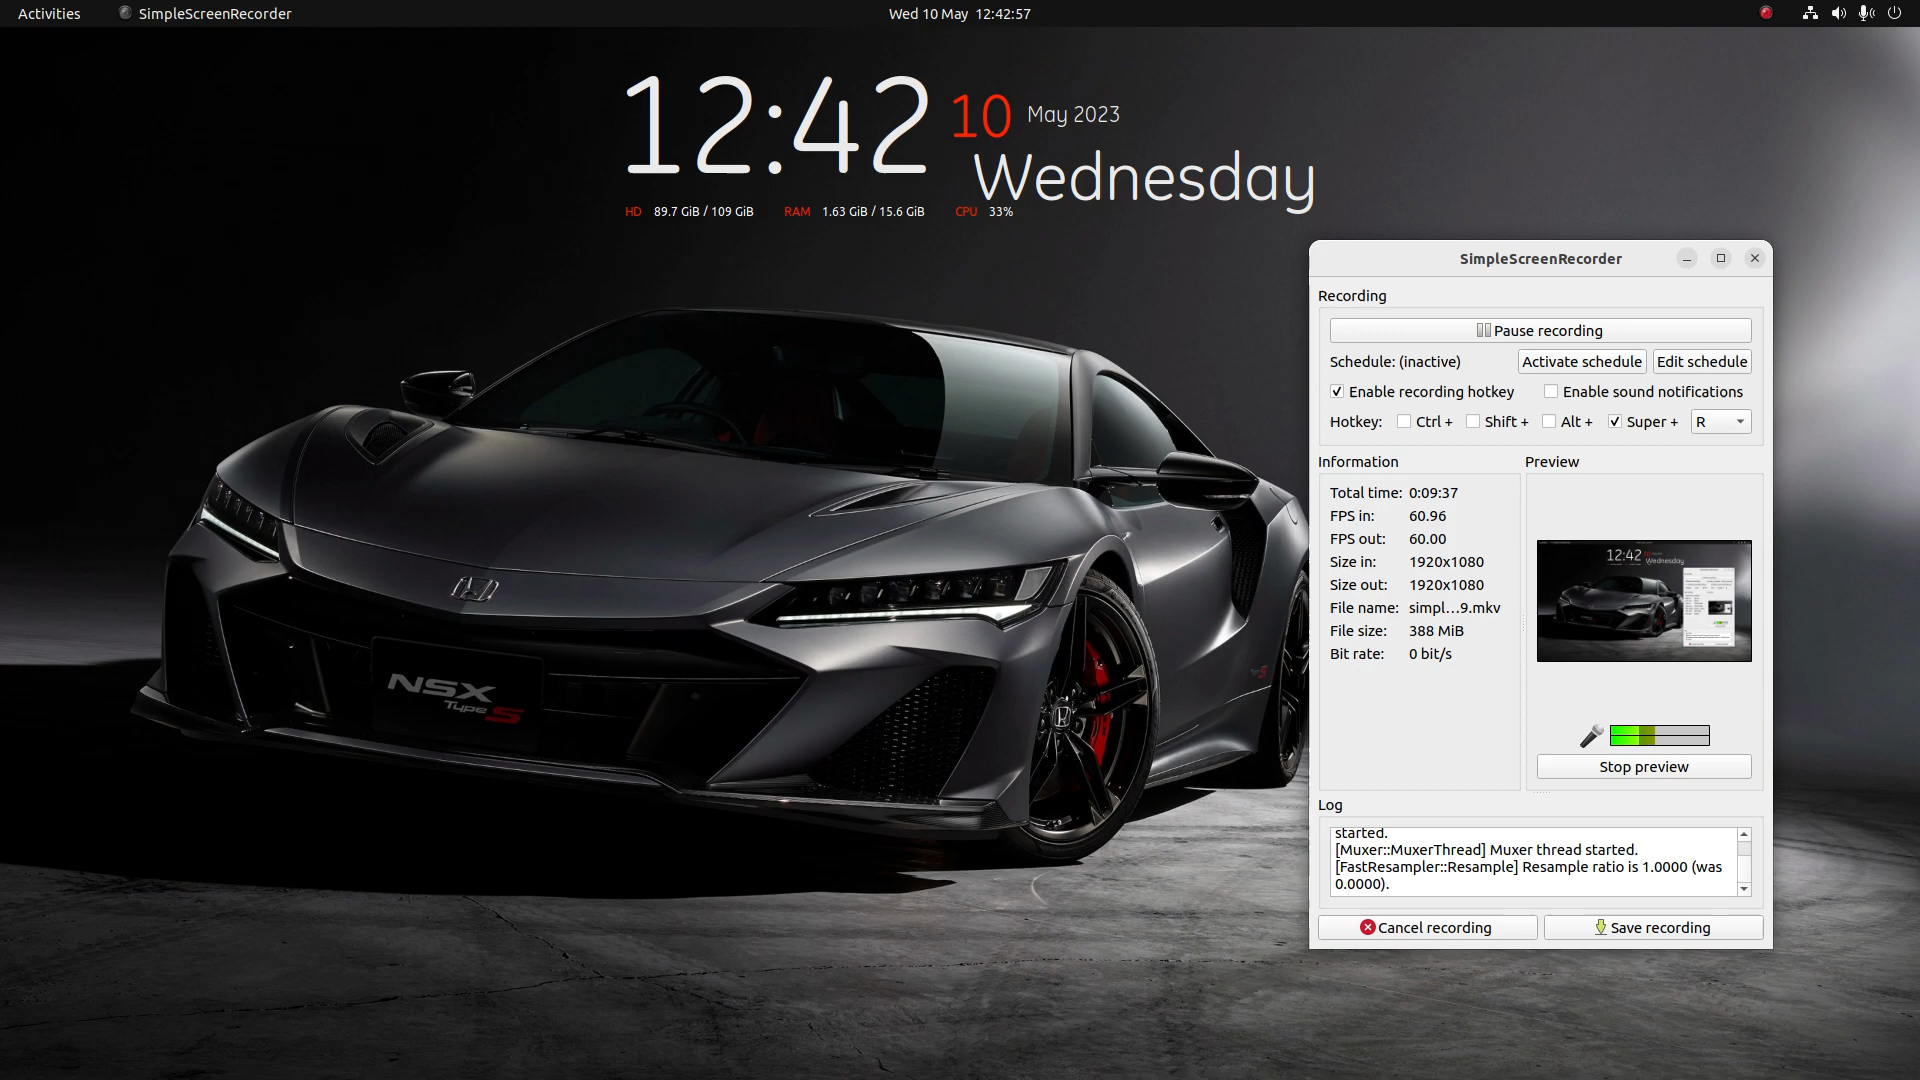 Activities
SimpleScreenRecorder
Wed 10 May 12:42:57
12:42
10
May 2023
Wednesday
HD 89.7 GiB / 109 GiB RAM 1.63 GiB / 15.6 GiB CPU 33%
NSX
Type S
SimpleScreenRecorder
Recording
Pause recording
Schedule: (inactive) Activate schedule Edit schedule
Enable recording hotkey Enable sound notifications
Hotkey: Ctrl + Shift + Alt + Super + R
Information
Total time: 0:09:37
FPS in: 60.96
FPS out: 60.00
Size in: 1920x1080
Size out: 1920x1080
File name: simpl...9.mkv
File size: 388 MiB
Bit rate: 0 bit/s
Preview
12:42
Wednesday
Stop preview
Log
started.
[Muxer::MuxerThread] Muxer thread started.
[FastResampler::Resample] Resample ratio is 1.0000 (was
0.0000).
Cancel recording Save recording